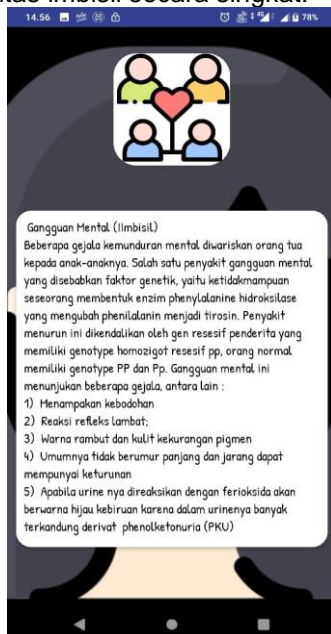 tas imbisil secara singkat.
14.56
78%
Gangguan Mental (IImbisil)
Beberapa gejala kemunduran mental diwariskan orang tua
kepada anak-anaknya. Salah satu penyakit gangguan mental
yang disebabkan faktor genetik, yaitu ketidakmampuan
seseorang membentuk enzim phenylalanine hidroksilase
yang mengubah phenilalanin menjadi tirosin. Penyakit
menurun ini dikendalikan oleh gen resesif penderita yang
memiliki genotype homozigot resesif pp, orang normal
memiliki genotype PP dan Pp. Gangguan mental ini
menunjukan beberapa gejala, antara lain :
1) Menampakan kebodohan
2) Reaksi refleks lambat;
3) Warna rambut dan kulit kekurangan pigmen
4) Umumnya tidak berumur panjang dan jarang dapat
mempunyai keturunan
5) Apabila urine nya direaksikan dengan ferioksida akan
berwarna hijau kebiruan karena dalam urinenya banyak
terkandung derivat phenolketonuria (PKU)